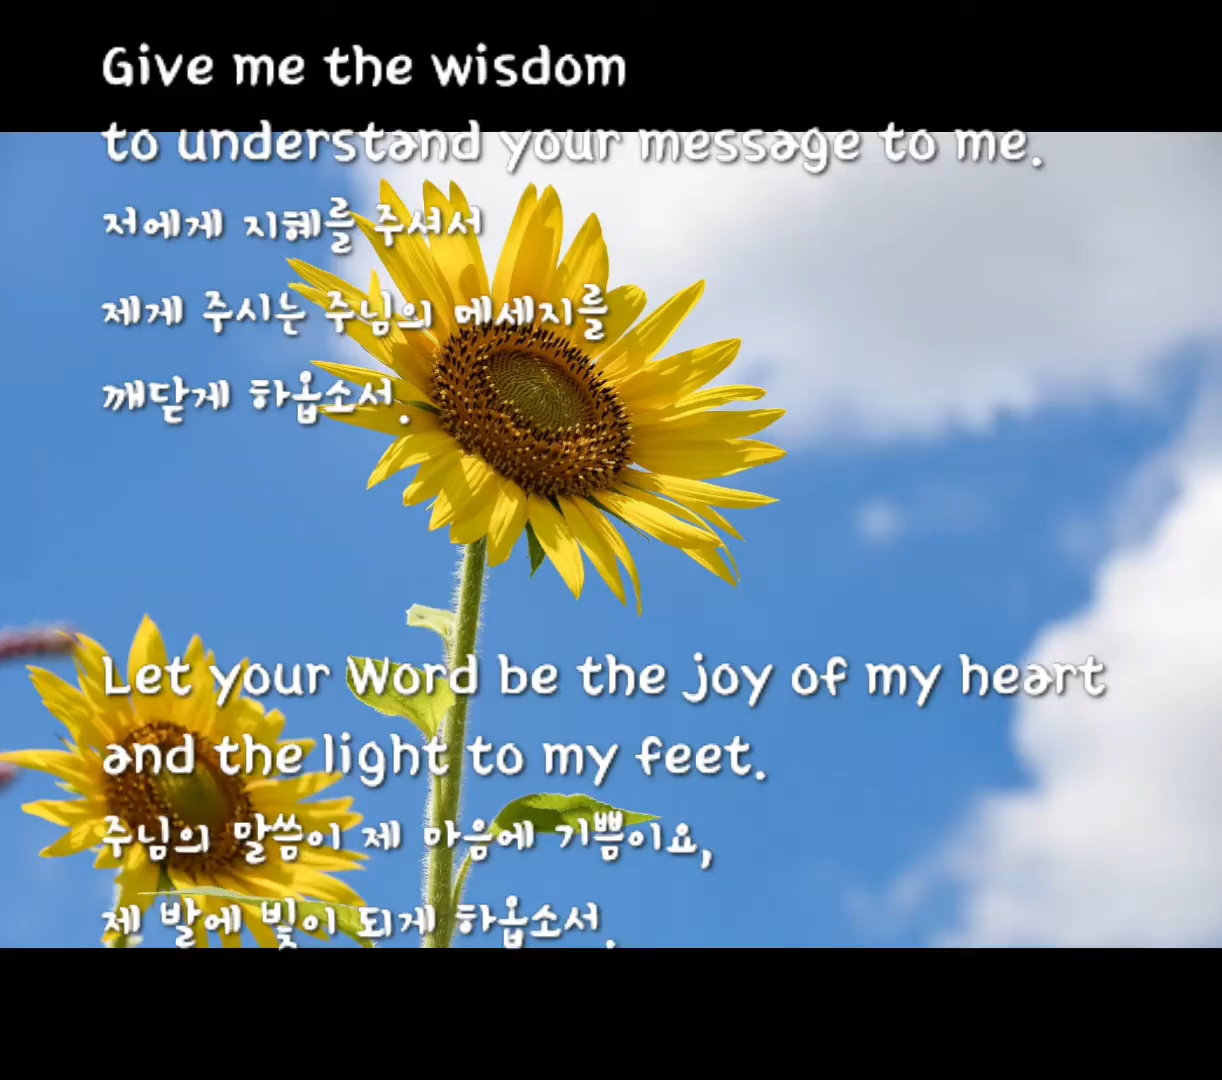 Give me the wisdom
to understand your message to me.
저에게 지혜를 주셔서
제게 주시는 주님의 메세지를
깨닫게 하옵소서.
Let your Word be the joy of my heart
and the light to my feet.
주님의 말씀이 제 마음에 기쁨이요,
제 발에 빛이 되게 하옵소서.